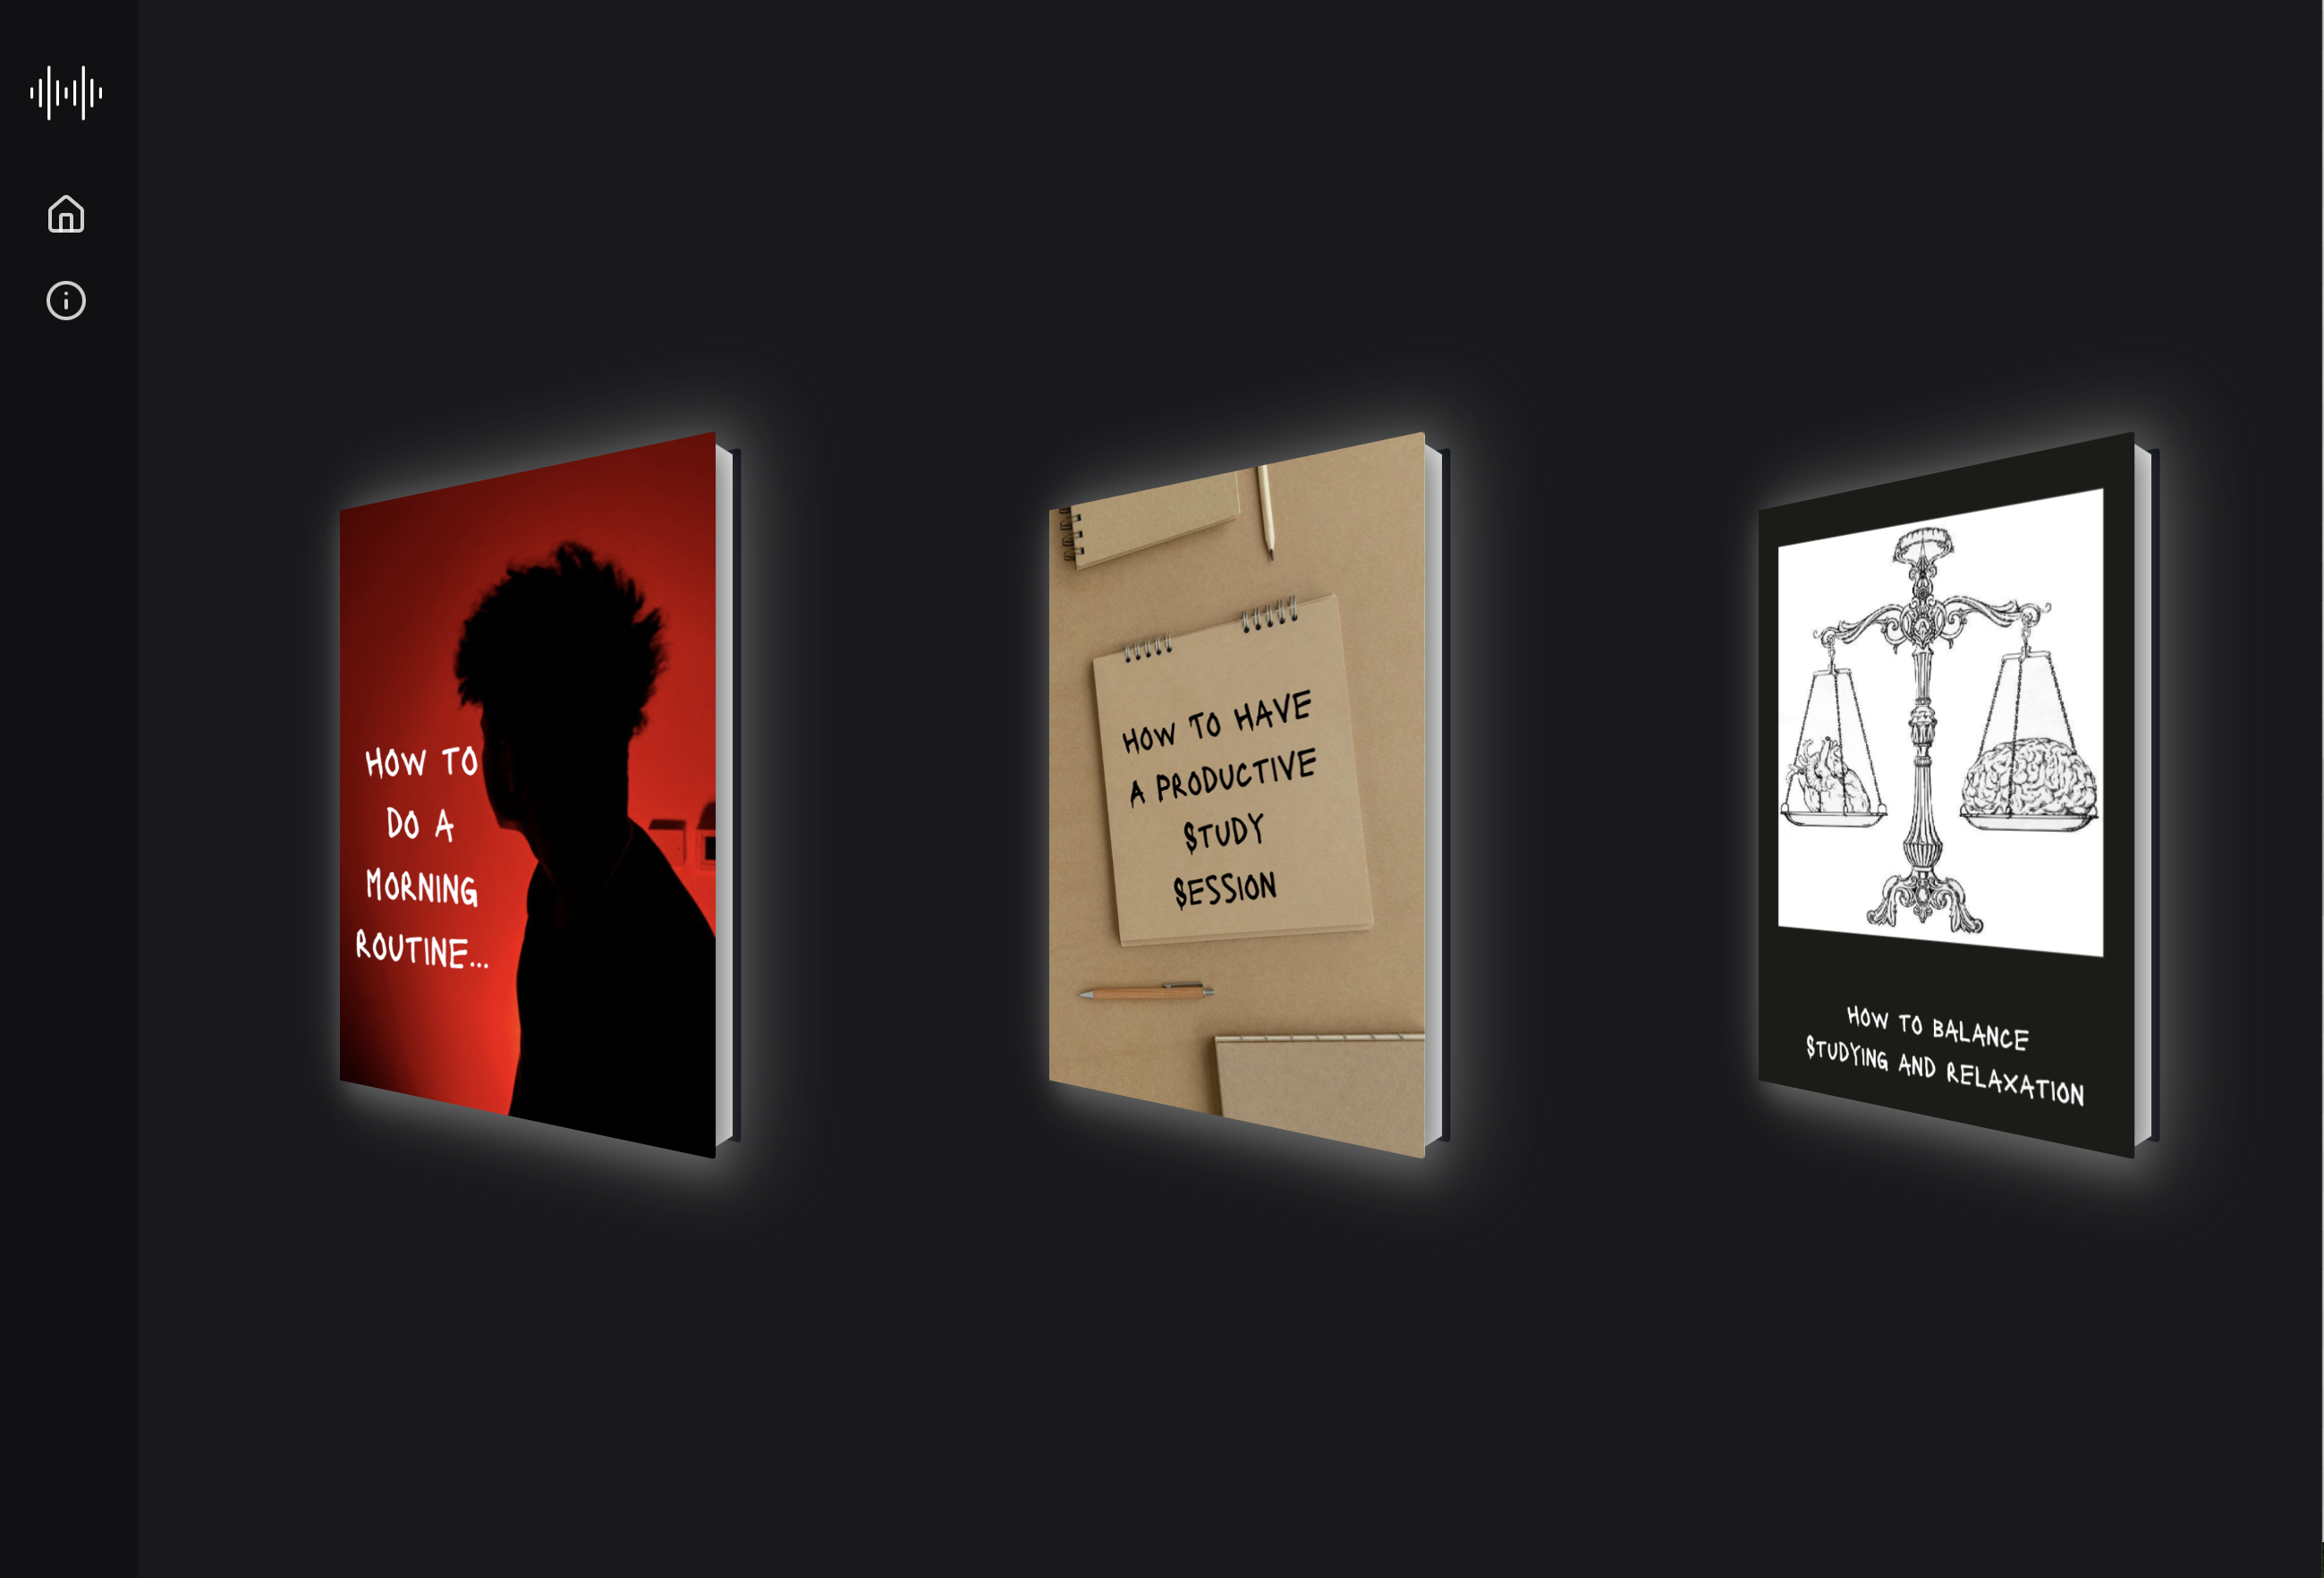 HOW TO
DO A
MORNING
ROUTINE...
HOW TO HAVE
A PRODUCTIVE
STUDY
SESSION
HOW TO BALANCE
STUDYING AND RELAXATION